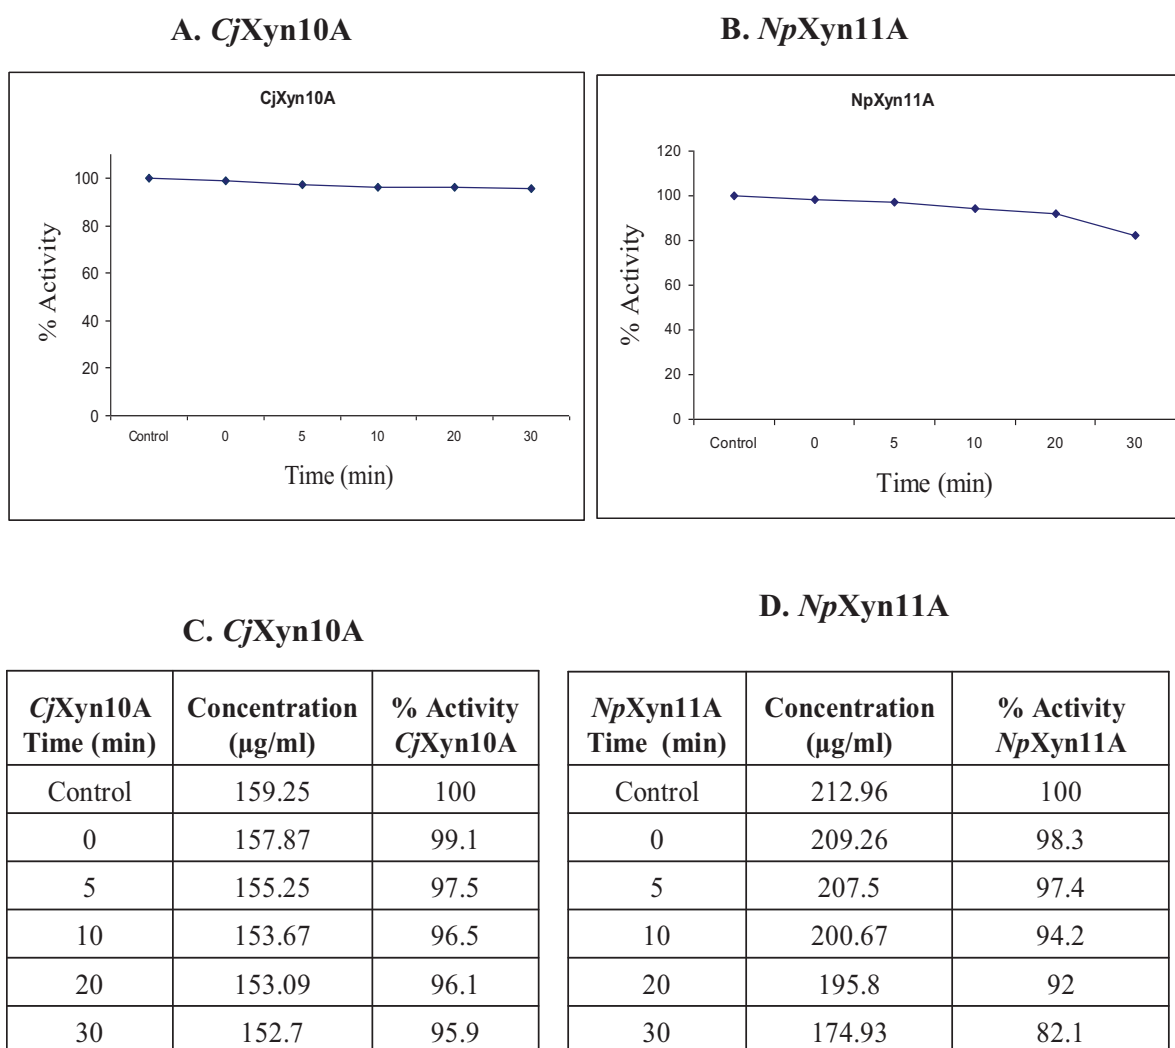 A. CjXyn10A
B. NpXyn11A
CjXyn10A
% Activity
100
80
60
40
20
0
Control 0 5 10 20 30
Time (min)
NpXyn11A
% Activity
120
100
80
60
40
20
0
Control 0 5 10 20 30
Time (min)
C. CjXyn10A
CjXyn10A Concentration % Activity
Time (min) (µg/ml) CjXyn10A
Control 159.25 100
0 157.87 99.1
5 155.25 97.5
10 153.67 96.5
20 153.09 96.1
30 152.7 95.9
D. NpXyn11A
NpXyn11A Concentration % Activity
Time (min) (µg/ml) NpXyn11A
Control 212.96 100
0 209.26 98.3
5 207.5 97.4
10 200.67 94.2
20 195.8 92
30 174.93 82.1